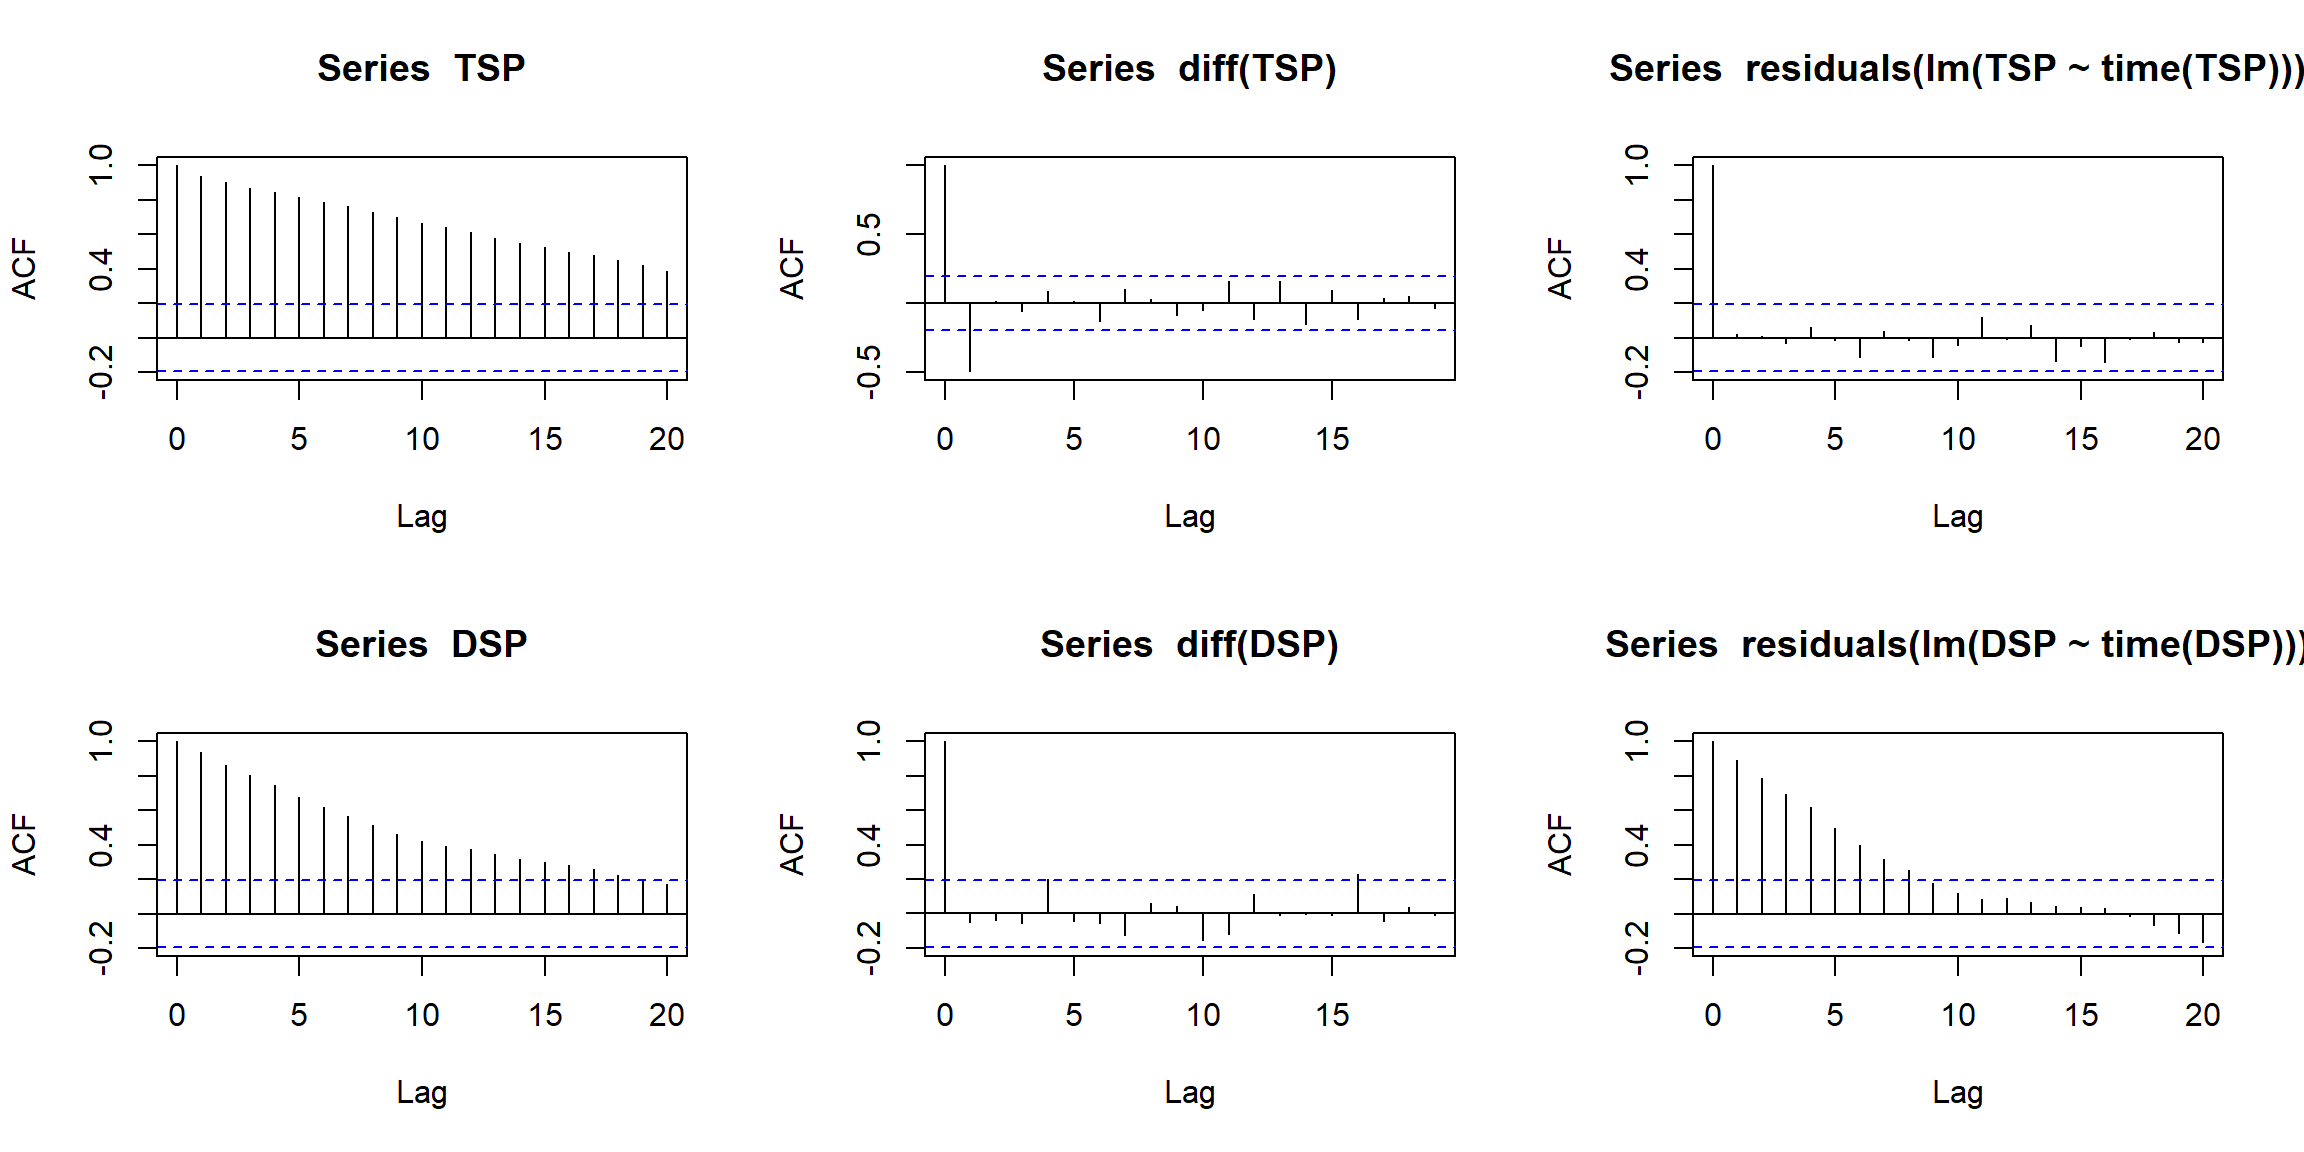 Series TSP
ACF
-0.2 0.4 1.0
0 5 10 15 20
Lag
Series diff(TSP)
ACF
-0.5 0.5
0 5 10 15
Lag
Series residuals(lm(TSP ~ time(TSP)))
ACF
-0.2 0.4 1.0
0 5 10 15 20
Lag
Series DSP
ACF
-0.2 0.4 1.0
0 5 10 15 20
Lag
Series diff(DSP)
ACF
-0.2 0.4 1.0
0 5 10 15
Lag
Series residuals(lm(DSP ~ time(DSP)))
ACF
-0.2 0.4 1.0
0 5 10 15 20
Lag